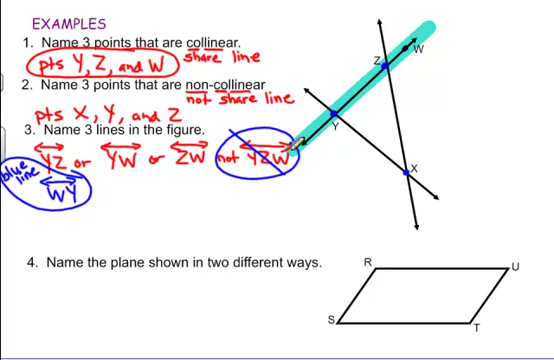 EXAMPLES
1. Name 3 points that are collinear.
share line
pts Y, Z, and W
2. Name 3 points that are non-collinear
not share line
pts X, Y, and Z
3. Name 3 lines in the figure.
blue line
YZ or YW or ZW not YZW
WY
4. Name the plane shown in two different ways.
W
Z
Y
X
R
U
S
T